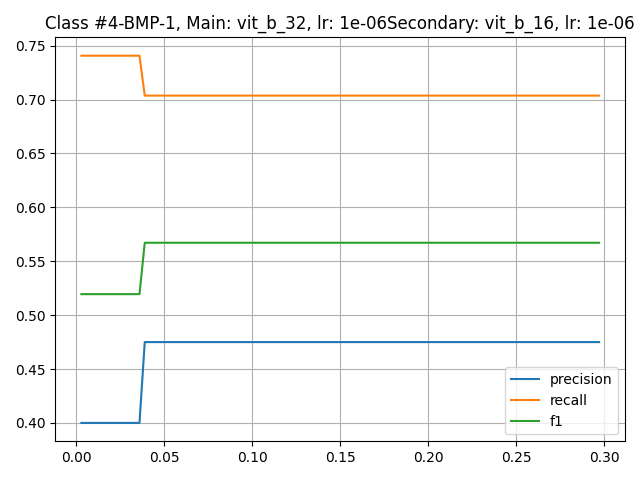 Class #4-BMP-1, Main: vit_b_32, lr: 1e-06Secondary: vit_b_16, lr: 1e-06
0.75
0.70
0.65
0.60
0.55
0.50
0.45
0.40
precision
recall
f1
0.00 0.05 0.10 0.15 0.20 0.25 0.30